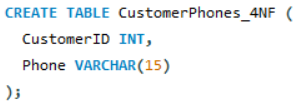 CREATE TABLE CustomerPhones_4NF (
  CustomerID INT,
  Phone VARCHAR(15)
);